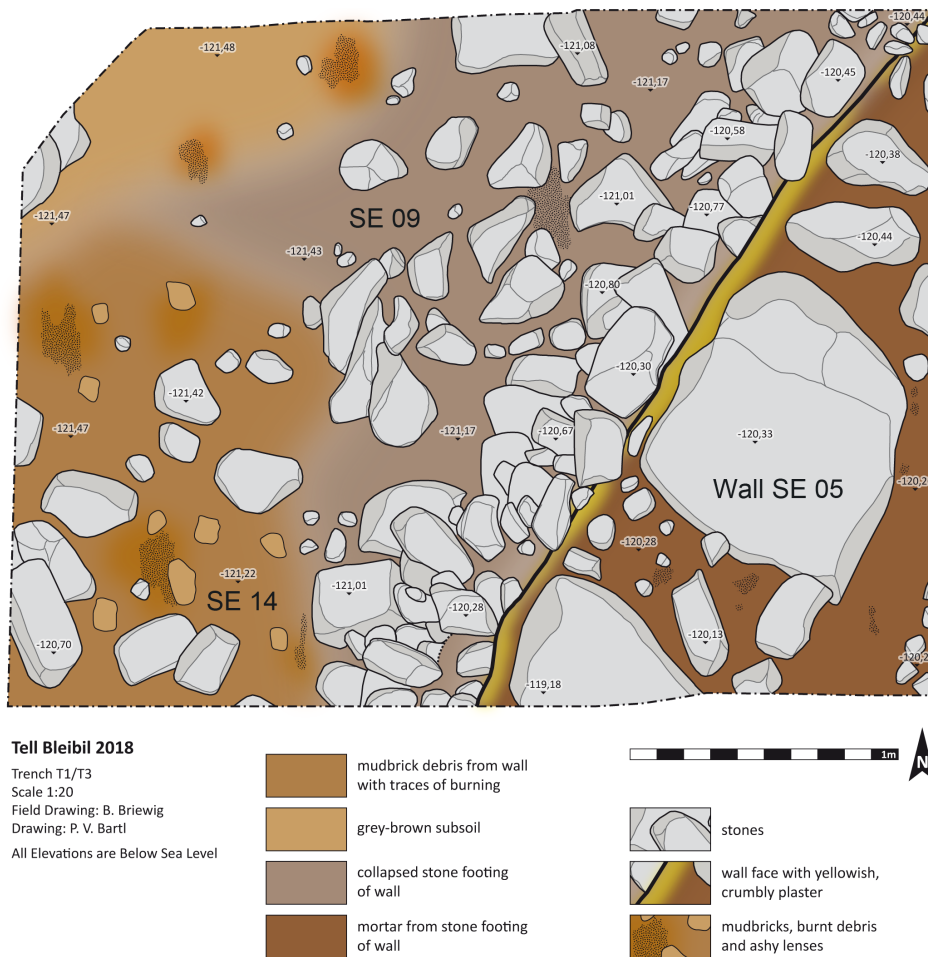 -120,44
-121,48
-121,08
-120,45
-121,17
-120,58
-120,38
-121,01
-120,77
-121,47
SE 09
-120,44
-121,43
-120,80
-120,30
-121,42
-121,47
-121,17
-120,67
-120,33
Wall SE 05
-120,2
-120,28
-121,22
-121,01
SE 14
-120,28
-120,70
-120,13
-120,2
-119,18
Tell Bleibil 2018
Trench T1/T3
Scale 1:20
Field Drawing: B. Briewig
Drawing: P. V. Bartl
All Elevations are Below Sea Level
mudbrick debris from wall
with traces of burning
grey-brown subsoil
collapsed stone footing
of wall
mortar from stone footing
of wall
1m
N
stones
wall face with yellowish,
crumbly plaster
mudbricks, burnt debris
and ashy lenses